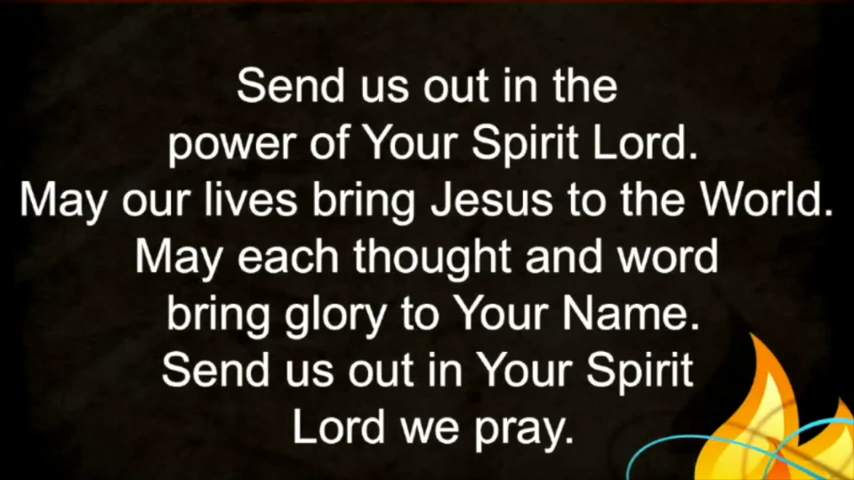 Send us out in the
power of Your Spirit Lord.
May our lives bring Jesus to the World.
May each thought and word
bring glory to Your Name.
Send us out in Your Spirit
Lord we pray.